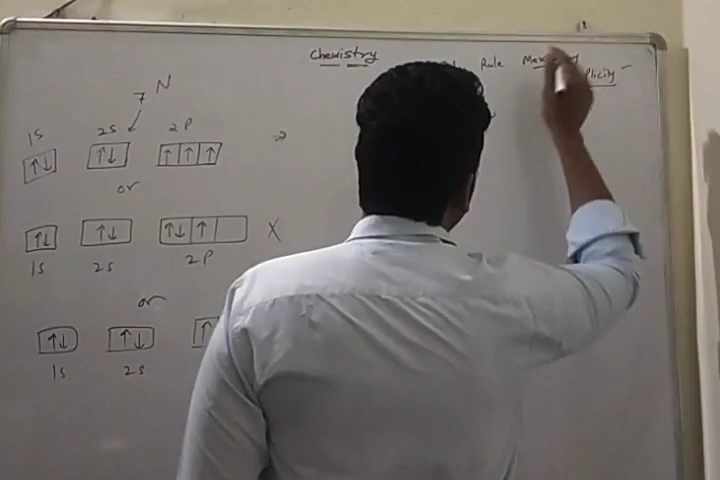 Chemistry
Rule
plicity
7 N
1s 2s 2p
↑↓ ↑↓ ↑ ↑ ↑ →
or
↑↓ ↑↓ ↑↓ ↑ X
1s 2s 2p
or
↑↓ ↑↓ ↑
1s 2s